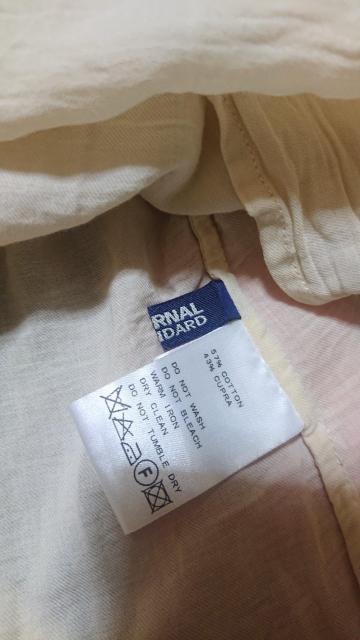 RNAL
DARD
57% COTTON
43% CUPRA
DO NOT WASH
DO NOT BLEACH
WARM IRON
DRY CLEAN
DO NOT TUMBLE DRY
F